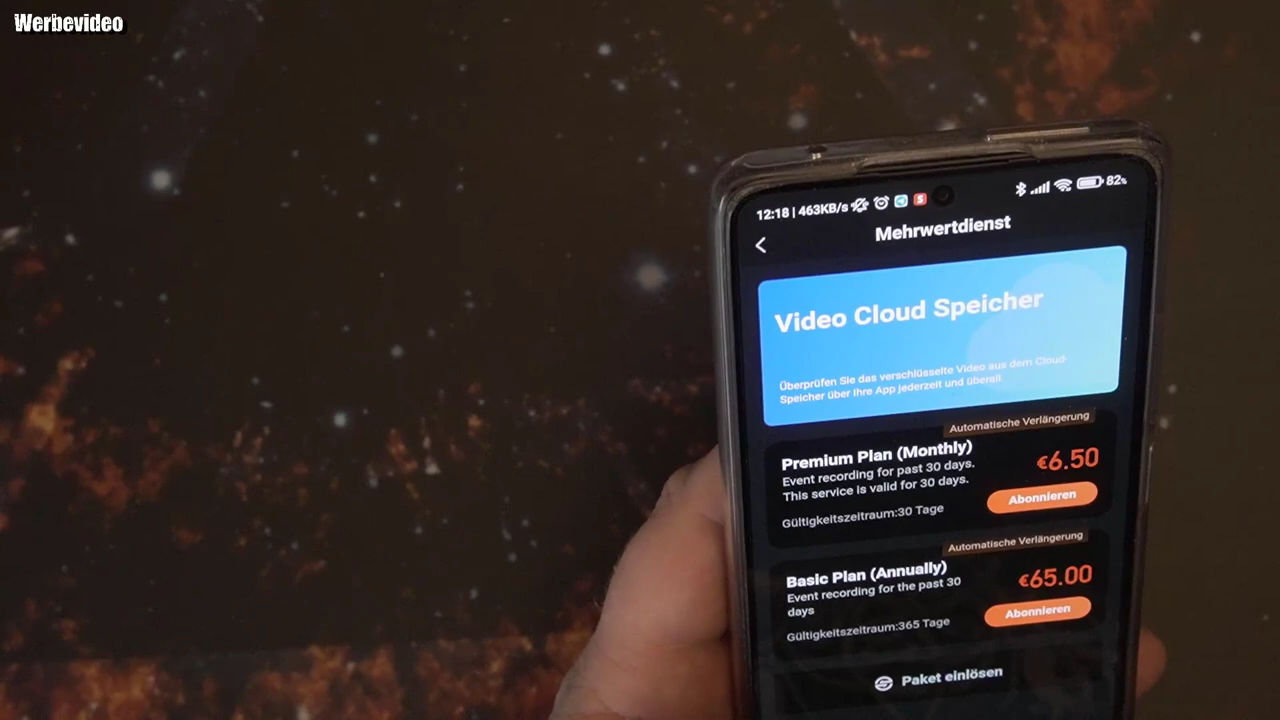 Werbevideo
12:18 | 463KB/s
82%
Mehrwertdienst
Video Cloud Speicher
Überprüfen Sie das verschlüsselte Video aus dem Cloud-
Speicher über Ihre App jederzeit und überall
Automatische Verlängerung
Premium Plan (Monthly)
€6.50
Event recording for past 30 days.
This service is valid for 30 days.
Abonnieren
Gültigkeitszeitraum:30 Tage
Automatische Verlängerung
Basic Plan (Annually)
€65.00
Event recording for the past 30
days
Abonnieren
Gültigkeitszeitraum:365 Tage
Paket einlösen